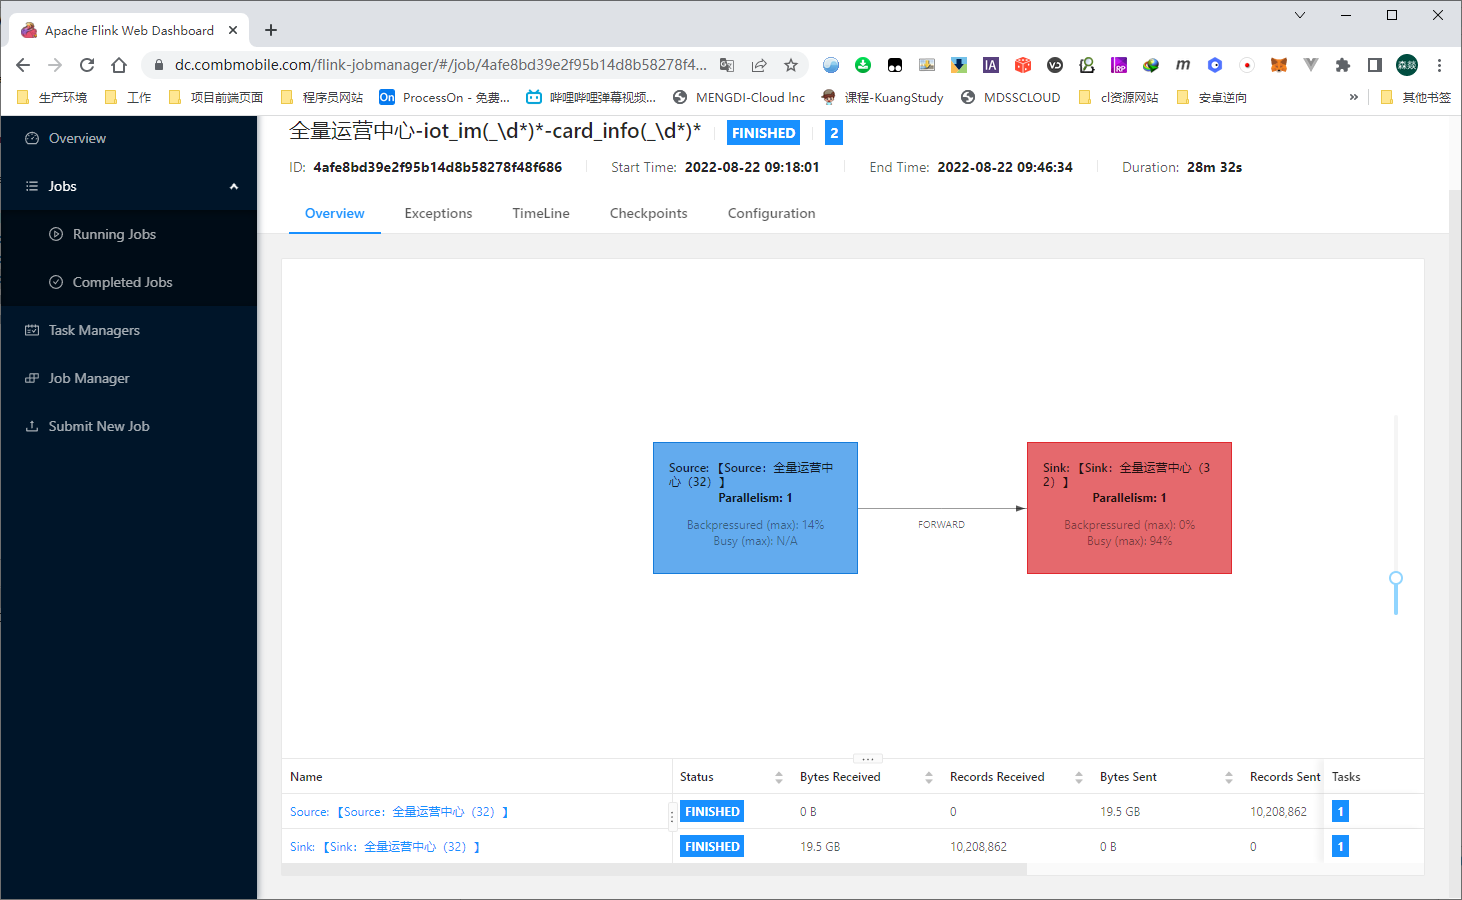 Apache Flink Web Dashboard
dc.combmobile.com/flink-jobmanager/#/job/4afe8bd39e2f95b14d8b58278f4...
生产环境
工作
项目前端页面
程序员网站
On ProcessOn - 免费...
哔哩哔哩弹幕视频...
MENGDI-Cloud Inc
课程-KuangStudy
MDSSCLOUD
cl资源网站
安卓逆向
»
其他书签
Overview
Jobs
Running Jobs
Completed Jobs
Task Managers
Job Manager
Submit New Job
全量运营中心-iot_im(_\d*)*-card_info(_\d*)* FINISHED 2
ID: 4afe8bd39e2f95b14d8b58278f48f686 Start Time: 2022-08-22 09:18:01 End Time: 2022-08-22 09:46:34 Duration: 28m 32s
Overview Exceptions TimeLine Checkpoints Configuration
Source: 【Source：全量运营中
心（32）】
Parallelism: 1
Backpressured (max): 14%
Busy (max): N/A
FORWARD
Sink: 【Sink：全量运营中心（3
2）】
Parallelism: 1
Backpressured (max): 0%
Busy (max): 94%
Name Status Bytes Received Records Received Bytes Sent Records Sent Tasks
Source: 【Source：全量运营中心（32）】 FINISHED 0 B 0 19.5 GB 10,208,862 1
Sink: 【Sink：全量运营中心（32）】 FINISHED 19.5 GB 10,208,862 0 B 0 1